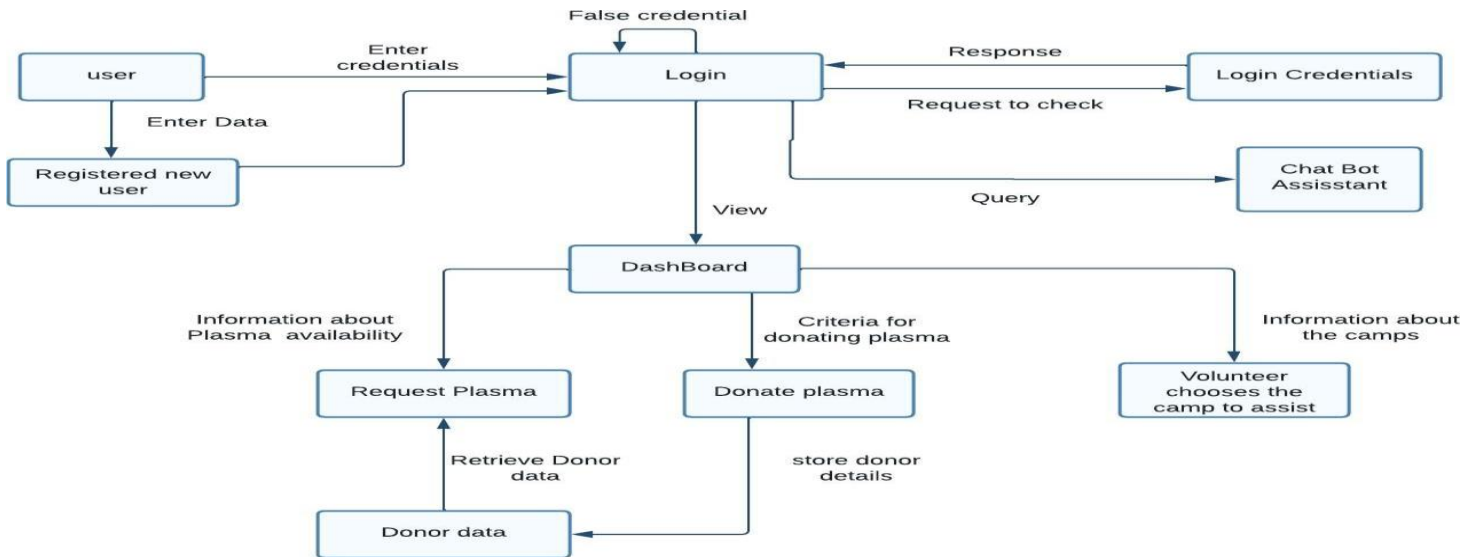 False credential
Enter
credentials
Response
user
Login
Login Credentials
Request to check
Enter Data
Registered new
user
Chat Bot
Assisstant
Query
View
DashBoard
Information about
Plasma availability
Criteria for
donating plasma
Information about
the camps
Request Plasma
Donate plasma
Volunteer
chooses the
camp to assist
Retrieve Donor
data
store donor
details
Donor data